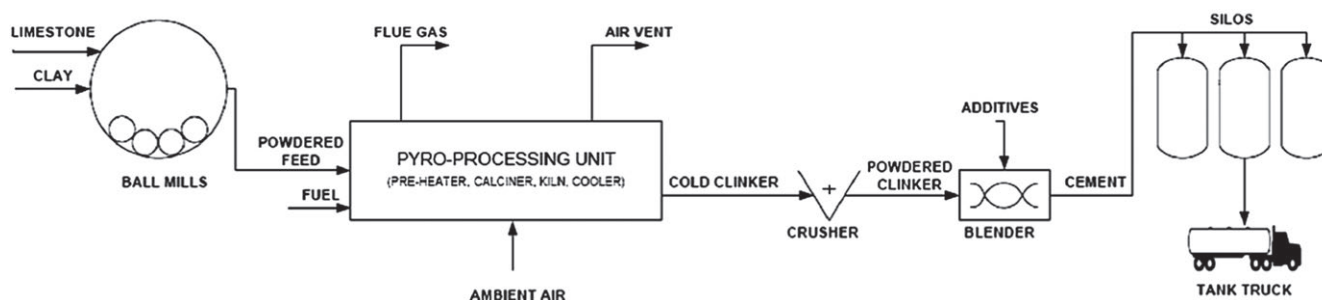 LIMESTONE
CLAY
BALL MILLS
POWDERED
FEED
FUEL
FLUE GAS
AIR VENT
PYRO-PROCESSING UNIT
(PRE-HEATER, CALCINER, KILN, COOLER)
AMBIENT AIR
COLD CLINKER
CRUSHER
POWDERED
CLINKER
ADDITIVES
BLENDER
CEMENT
SILOS
TANK TRUCK